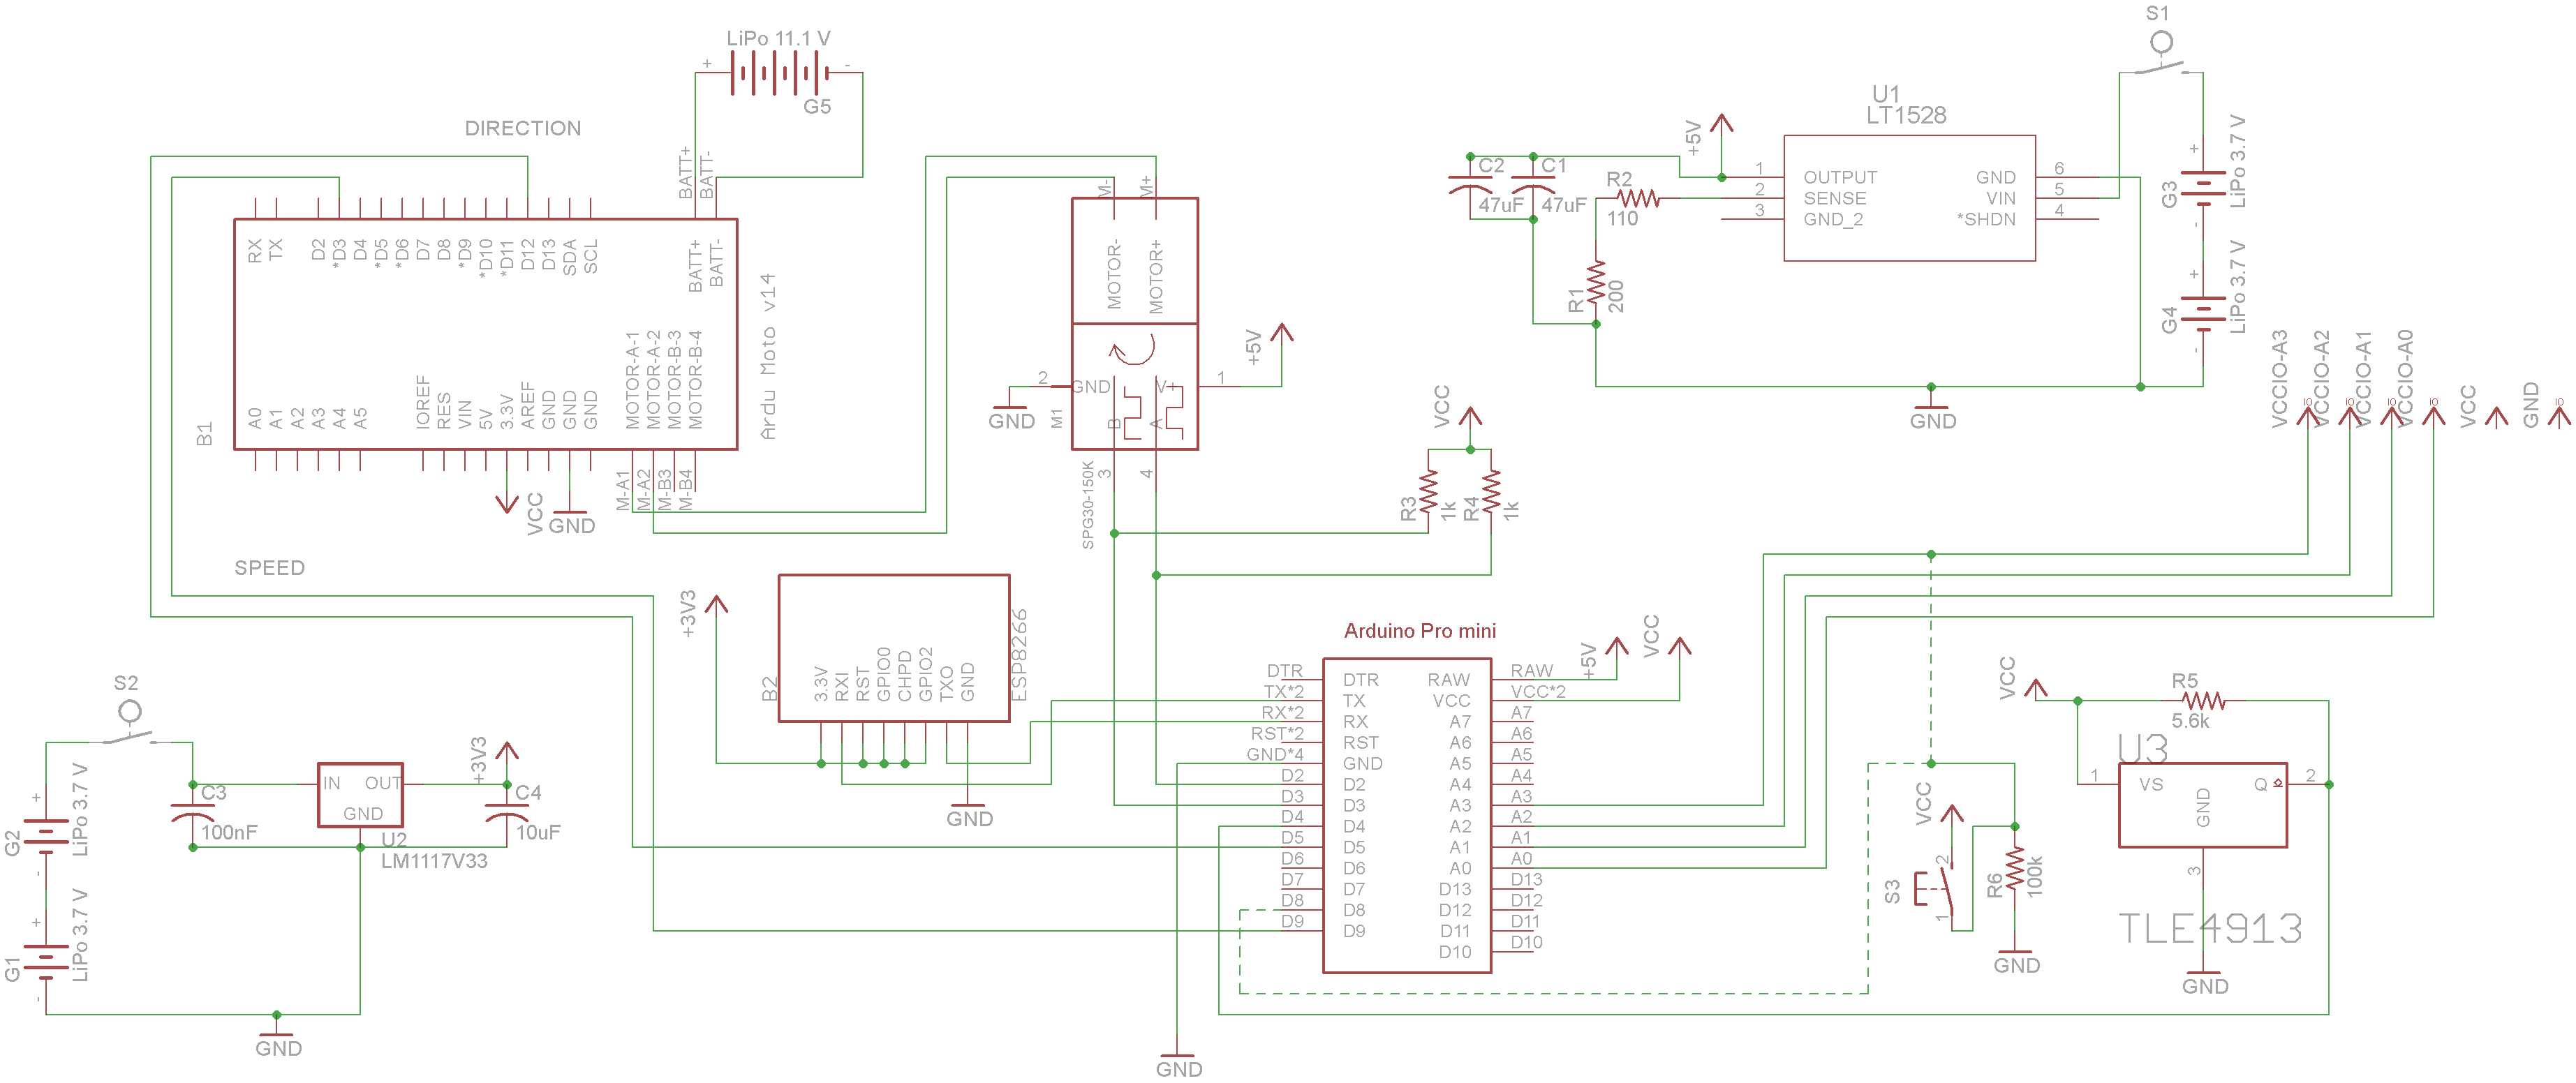 S1
LiPo 11.1 V
+ -
G5
DIRECTION
BATT+
BATT-
RX
TX
D2
*D3
D4
*D5
*D6
D7
D8
*D9
*D10
*D11
D12
D13
SDA
SCL
BATT+
BATT-
Ardu Moto v14
B1
A0
A1
A2
A3
A4
A5
IOREF
RES
VIN
5V
3.3V
AREF
GND
GND
GND
MOTOR-A-1
MOTOR-A-2
MOTOR-B-3
MOTOR-B-4
M-A1
M-A2
M-B3
M-B4
VCC
GND
SPEED
M-
M+
MOTOR-
MOTOR+
+5V
2
GND
V+
1
GND
M1
B
A
SPG30-150K
3
4
U1
LT1528
+5V
C2
47uF
C1
47uF
R2
110
R1
200
1 OUTPUT
2 SENSE
3 GND_2
GND 6
VIN 5
*SHDN 4
+
G3
LiPo 3.7 V
-
+
G4
LiPo 3.7 V
-
GND
VCCIO-A3
VCCIO-A2
VCCIO-A1
VCCIO-A0
VCC
GND
IO
IO
IO
IO
IO
VCC
R3
1k
R4
1k
+3V3
B2
3.3V
RXI
RST
GPIO0
CHPD
GPIO2
TXO
GND
ESP8266
GND
Arduino Pro mini
DTR
TX*2
RX*2
RST*2
GND*4
D2
D3
D4
D5
D6
D7
D8
D9
DTR
TX
RX
RST
GND
D2
D3
D4
D5
D6
D7
D8
D9
RAW
VCC
A7
A6
A5
A4
A3
A2
A1
A0
D13
D12
D11
D10
RAW
VCC*2
A7
A6
A5
A4
A3
A2
A1
A0
D13
D12
D11
D10
+5V
VCC
GND
S2
+
G2
LiPo 3.7 V
-
+
G1
LiPo 3.7 V
-
C3
100nF
IN
OUT
GND
U2
LM1117V33
+3V3
C4
10uF
GND
VCC
S3
2
1
R6
100k
GND
VCC
R5
5.6k
U3
1
VS
GND
Q
2
3
TLE4913
GND